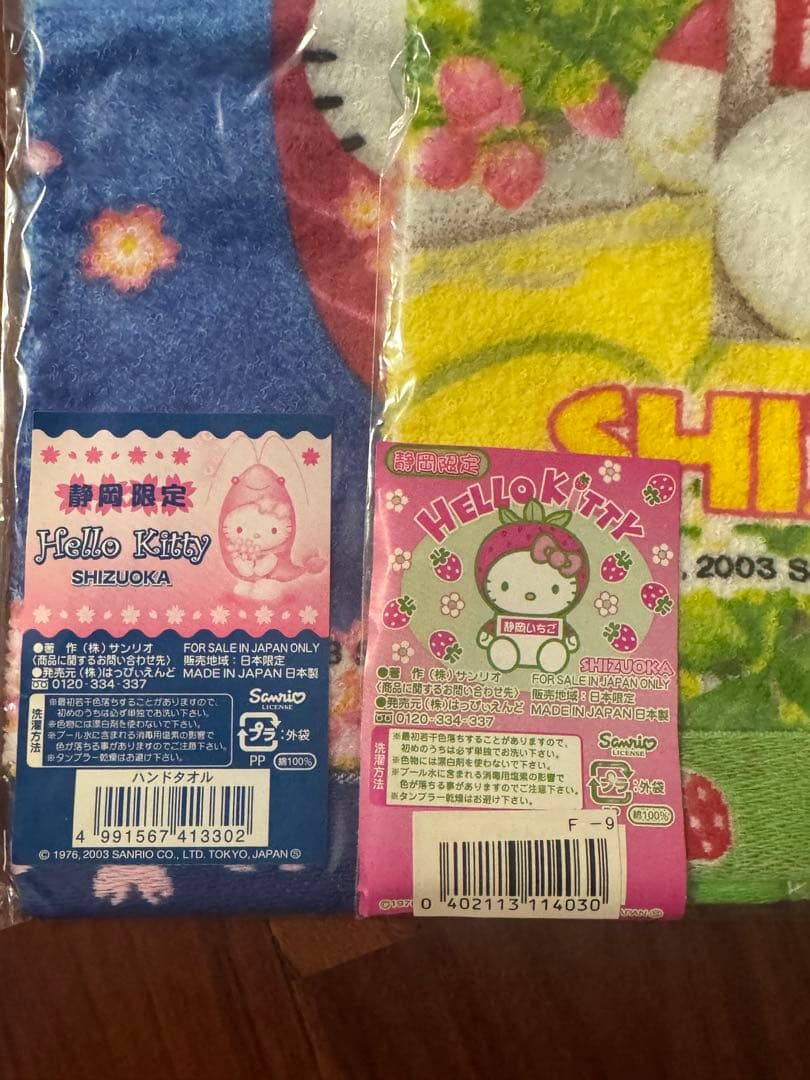 静岡限定
Hello Kitty
SHIZUOKA
●著 作(株)サンリオ FOR SALE IN JAPAN ONLY
(商品に関するお問い合わせ先) 販売地域:日本限定
●発売元(株)はっぴぃえんど MADE IN JAPAN 日本製
0120-334-337
Sanrio
LICENSE
洗濯方法
※最初若干色落ちすることがありますので、
初めのうちは必ず単独でお洗い下さい。
※色物には漂白剤を使わないで下さい。
※プール水に含まれる消毒用塩素の影響で
色が落ちる事がありますのでご注意下さい。
※タンブラー乾燥はお避け下さい。
プラ :外袋
PP 綿100%
ハンドタオル
4 991567 413302
© 1976, 2003 SANRIO CO., LTD. TOKYO, JAPAN Ⓢ
静岡限定
HELLO KITTY
静岡いちご
SHIZUOKA
●著 作(株)サンリオ FOR SALE IN JAPAN ONLY
(商品に関するお問い合わせ先) 販売地域:日本限定
●発売元(株)はっぴぃえんど MADE IN JAPAN 日本製
0120-334-337
Sanrio
LICENSE
洗濯方法
※最初若干色落ちすることがありますので、
初めのうちは必ず単独でお洗い下さい。
※色物には漂白剤を使わないで下さい。
※プール水に含まれる消毒用塩素の影響で
色が落ちる事がありますのでご注意下さい。
※タンブラー乾燥はお避け下さい。
プラ :外袋
綿100%
F -9
0 402113 114030
©197
APAN Ⓢ
SHI
, 2003 S